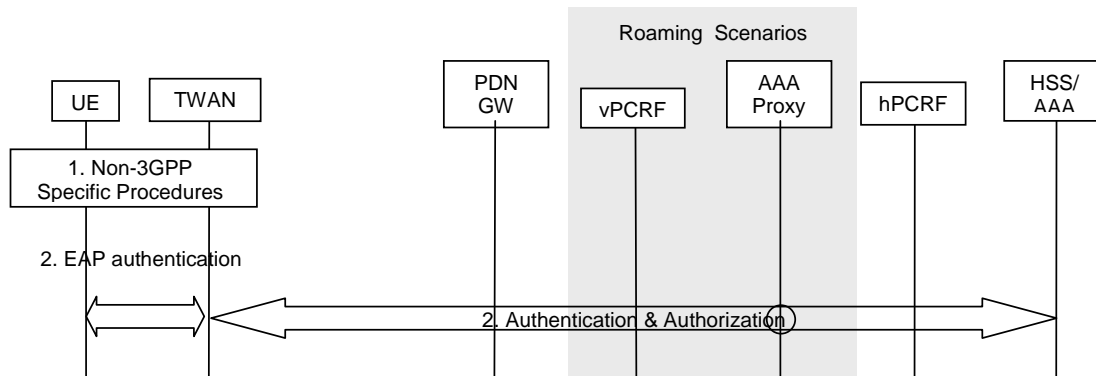 Roaming Scenarios
UE
TWAN
PDN
GW
vPCRF
AAA
Proxy
hPCRF
HSS/
AAA
1. Non-3GPP
Specific Procedures
2. EAP authentication
2. Authentication & Authorization